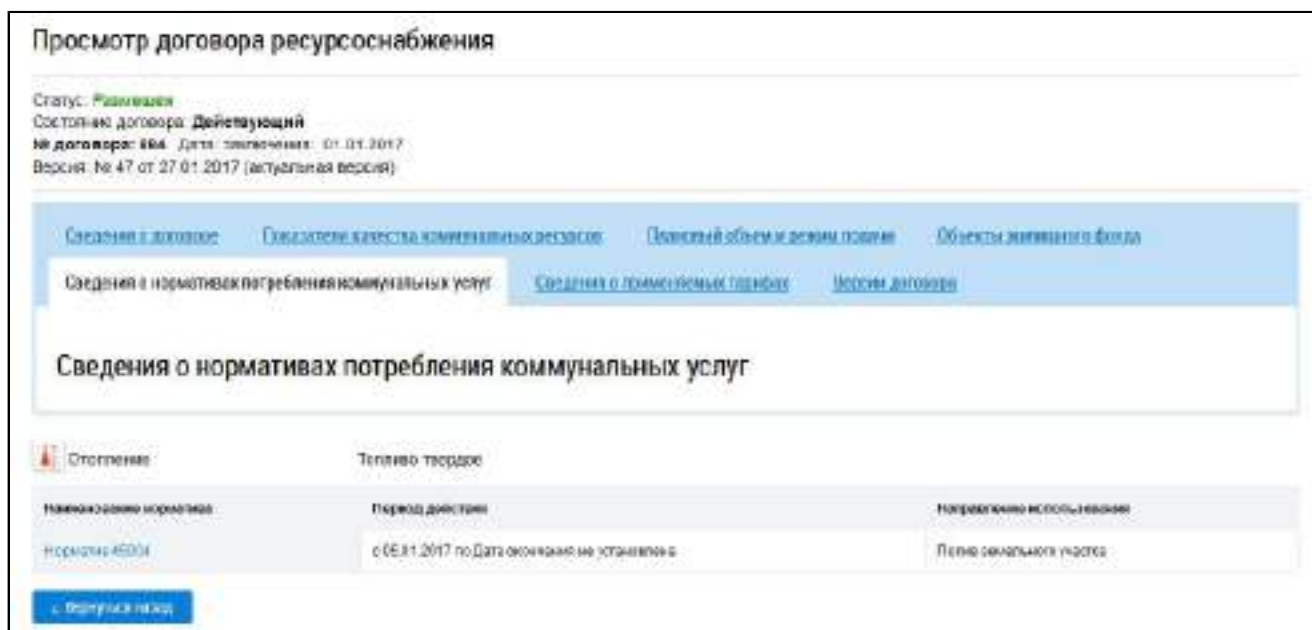 Просмотр договора ресурсоснабжения
Статус: Размещен
Состояние договора: Действующий
№ договора: 694 Дата заключения: 01.01.2017
Версия: № 47 от 27.01.2017 (актуальная версия)
Сведения о договоре Показатели качества коммунальных ресурсов Плановый объем и режим подачи Объекты жилищного фонда
Сведения о нормативах потребления коммунальных услуг Сведения о применяемых тарифах Версии договора
Сведения о нормативах потребления коммунальных услуг
Отопление Топливо твердое
Наименование норматива Период действия Направление использования
Норматив с 05.01.2017 по Дата окончания не установлена Полив земельного участка
Вернуться назад